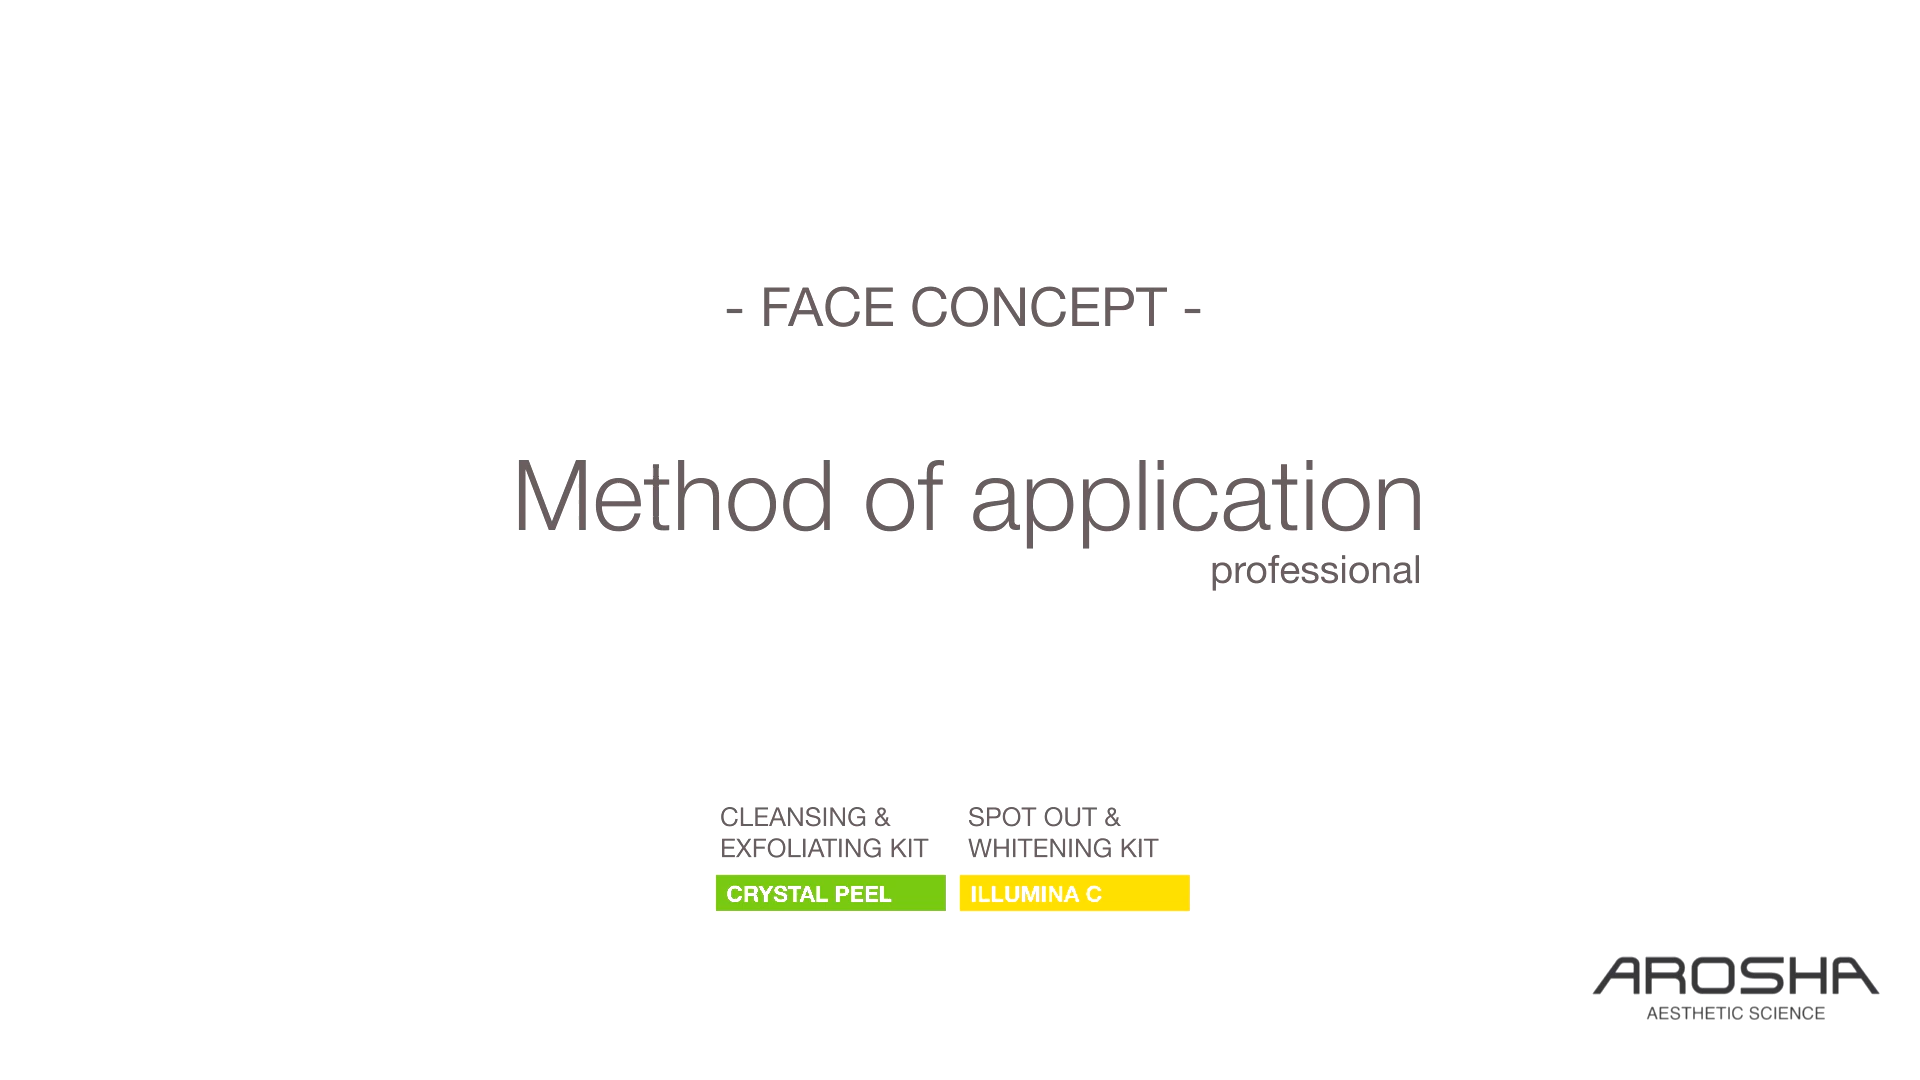 - FACE CONCEPT -
Method of application
professional
CLEANSING &
EXFOLIATING KIT
CRYSTAL PEEL
SPOT OUT &
WHITENING KIT
ILLUMINA C
AROSHA
AESTHETIC SCIENCE